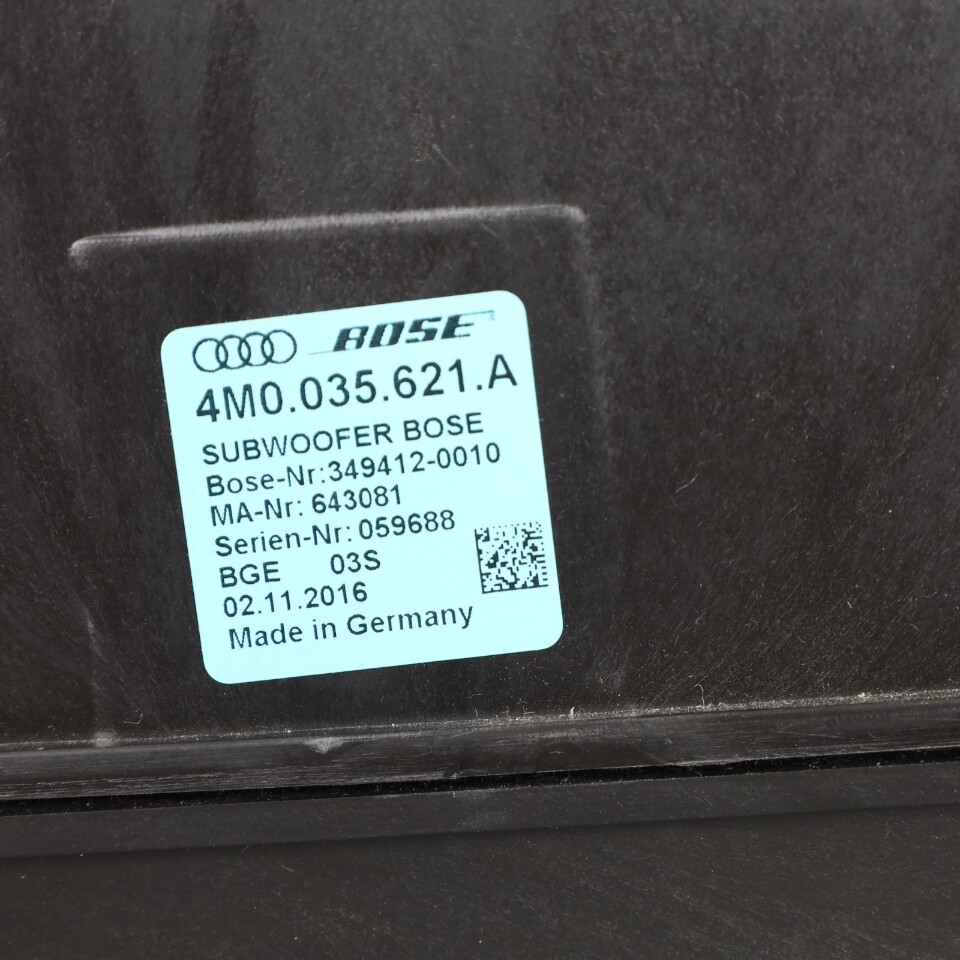 BOSE
4M0.035.621.A
SUBWOOFER BOSE
Bose-Nr:349412-0010
MA-Nr: 643081
Serien-Nr: 059688
BGE 03S
02.11.2016
Made in Germany